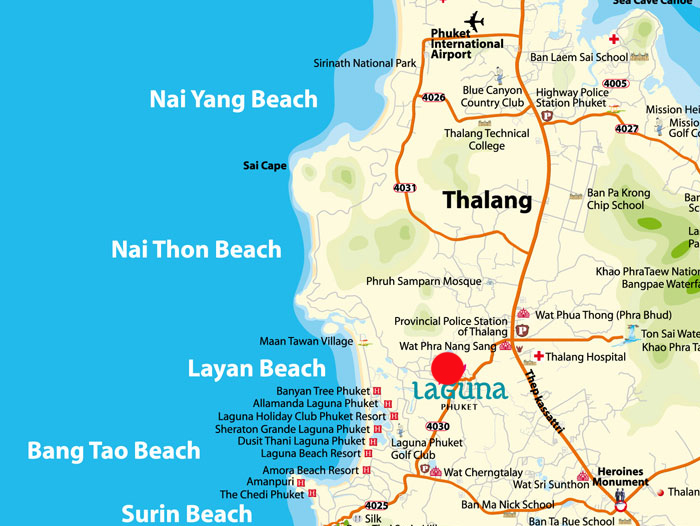 Sea Cave Canoe
Phuket
International
Airport
Ban Laem Sai School
Sirinath National Park
4005
Nai Yang Beach
4026
Blue Canyon
Country Club
Highway Police
Station Phuket
Mission Hei
Missio
Golf Co
4027
Thalang Technical
College
Sai Cape
4031
Thalang
Ban Pa Krong
Chip School
Ban
Sc
Nai Thon Beach
La
Pa
Khao PhraTaew Nation
Bangpae Waterfa
Phruh Samparn Mosque
Wat Phua Thong (Phra Bhud)
Provincial Police Station
of Thalang
Ton Sai Wate
Khao Phra Ta
Maan Tawan Village
Wat Phra Nang Sang
Thalang Hospital
Layan Beach
Thepkassattri
Banyan Tree Phuket H
Allamanda Laguna Phuket H
Laguna Holiday Club Phuket Resort H
Sheraton Grande Laguna Phuket H
Dusit Thani Laguna Phuket H
Laguna Beach Resort H
laguna
PHUKET
4030
Laguna Phuket
Golf Club
Bang Tao Beach
Amora Beach Resort H
Amanpuri H
The Chedi Phuket H
Wat Cherngtalay
Wat Sri Sunthon
Heroines
Monument
Thalan
Surin Beach
4025
Silk
Ban Ma Nick School
Ban Ta Rue School